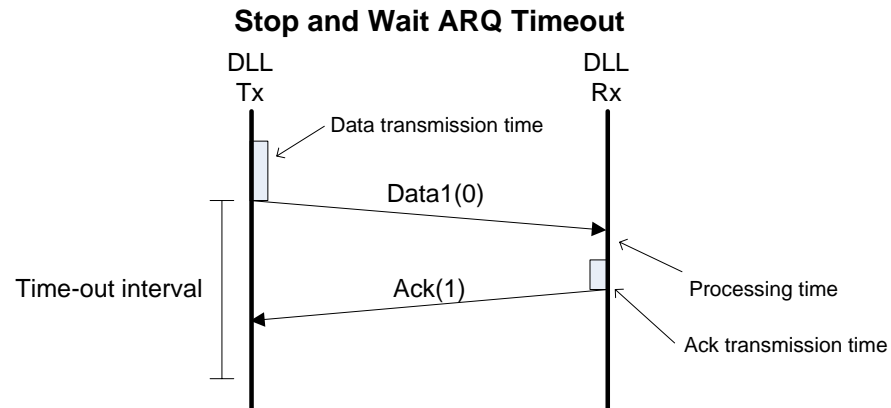 Stop and Wait ARQ Timeout
DLL
Tx
DLL
Rx
Data transmission time
Data1(0)
Time-out interval
Ack(1)
Processing time
Ack transmission time